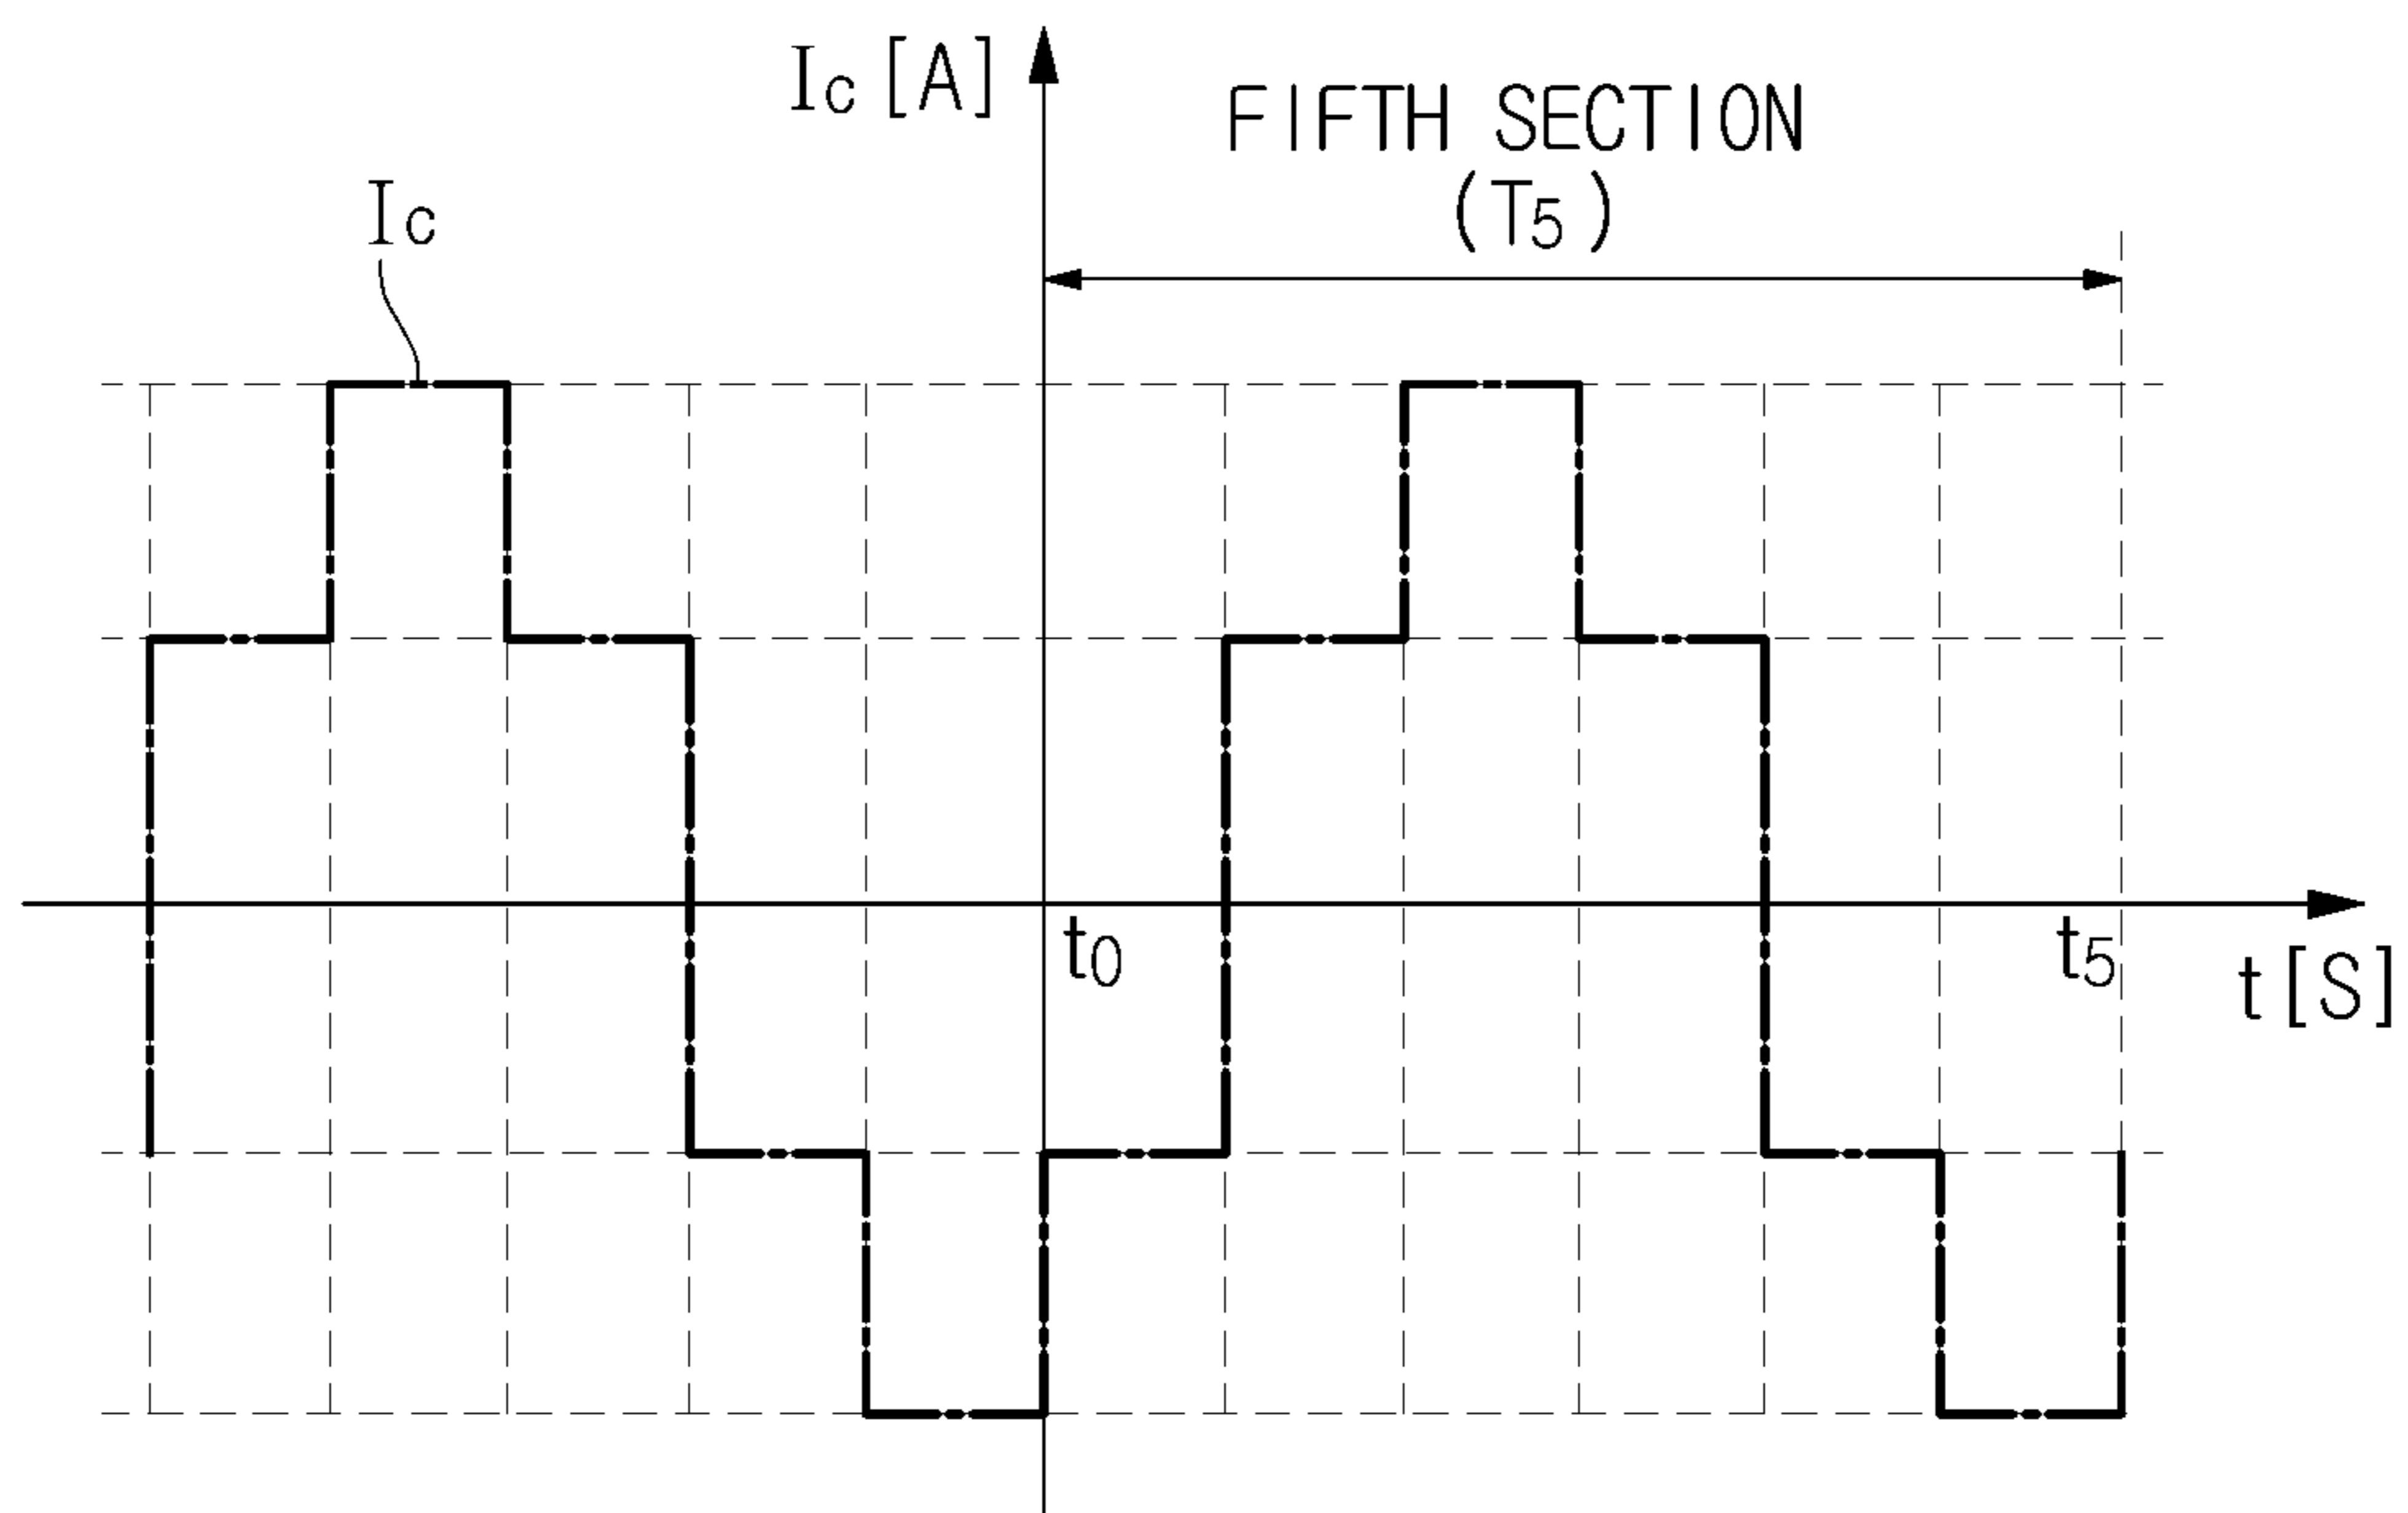 Ic [A]
FIFTH SECTION
(T5)
Ic
t0
t5
t[S]